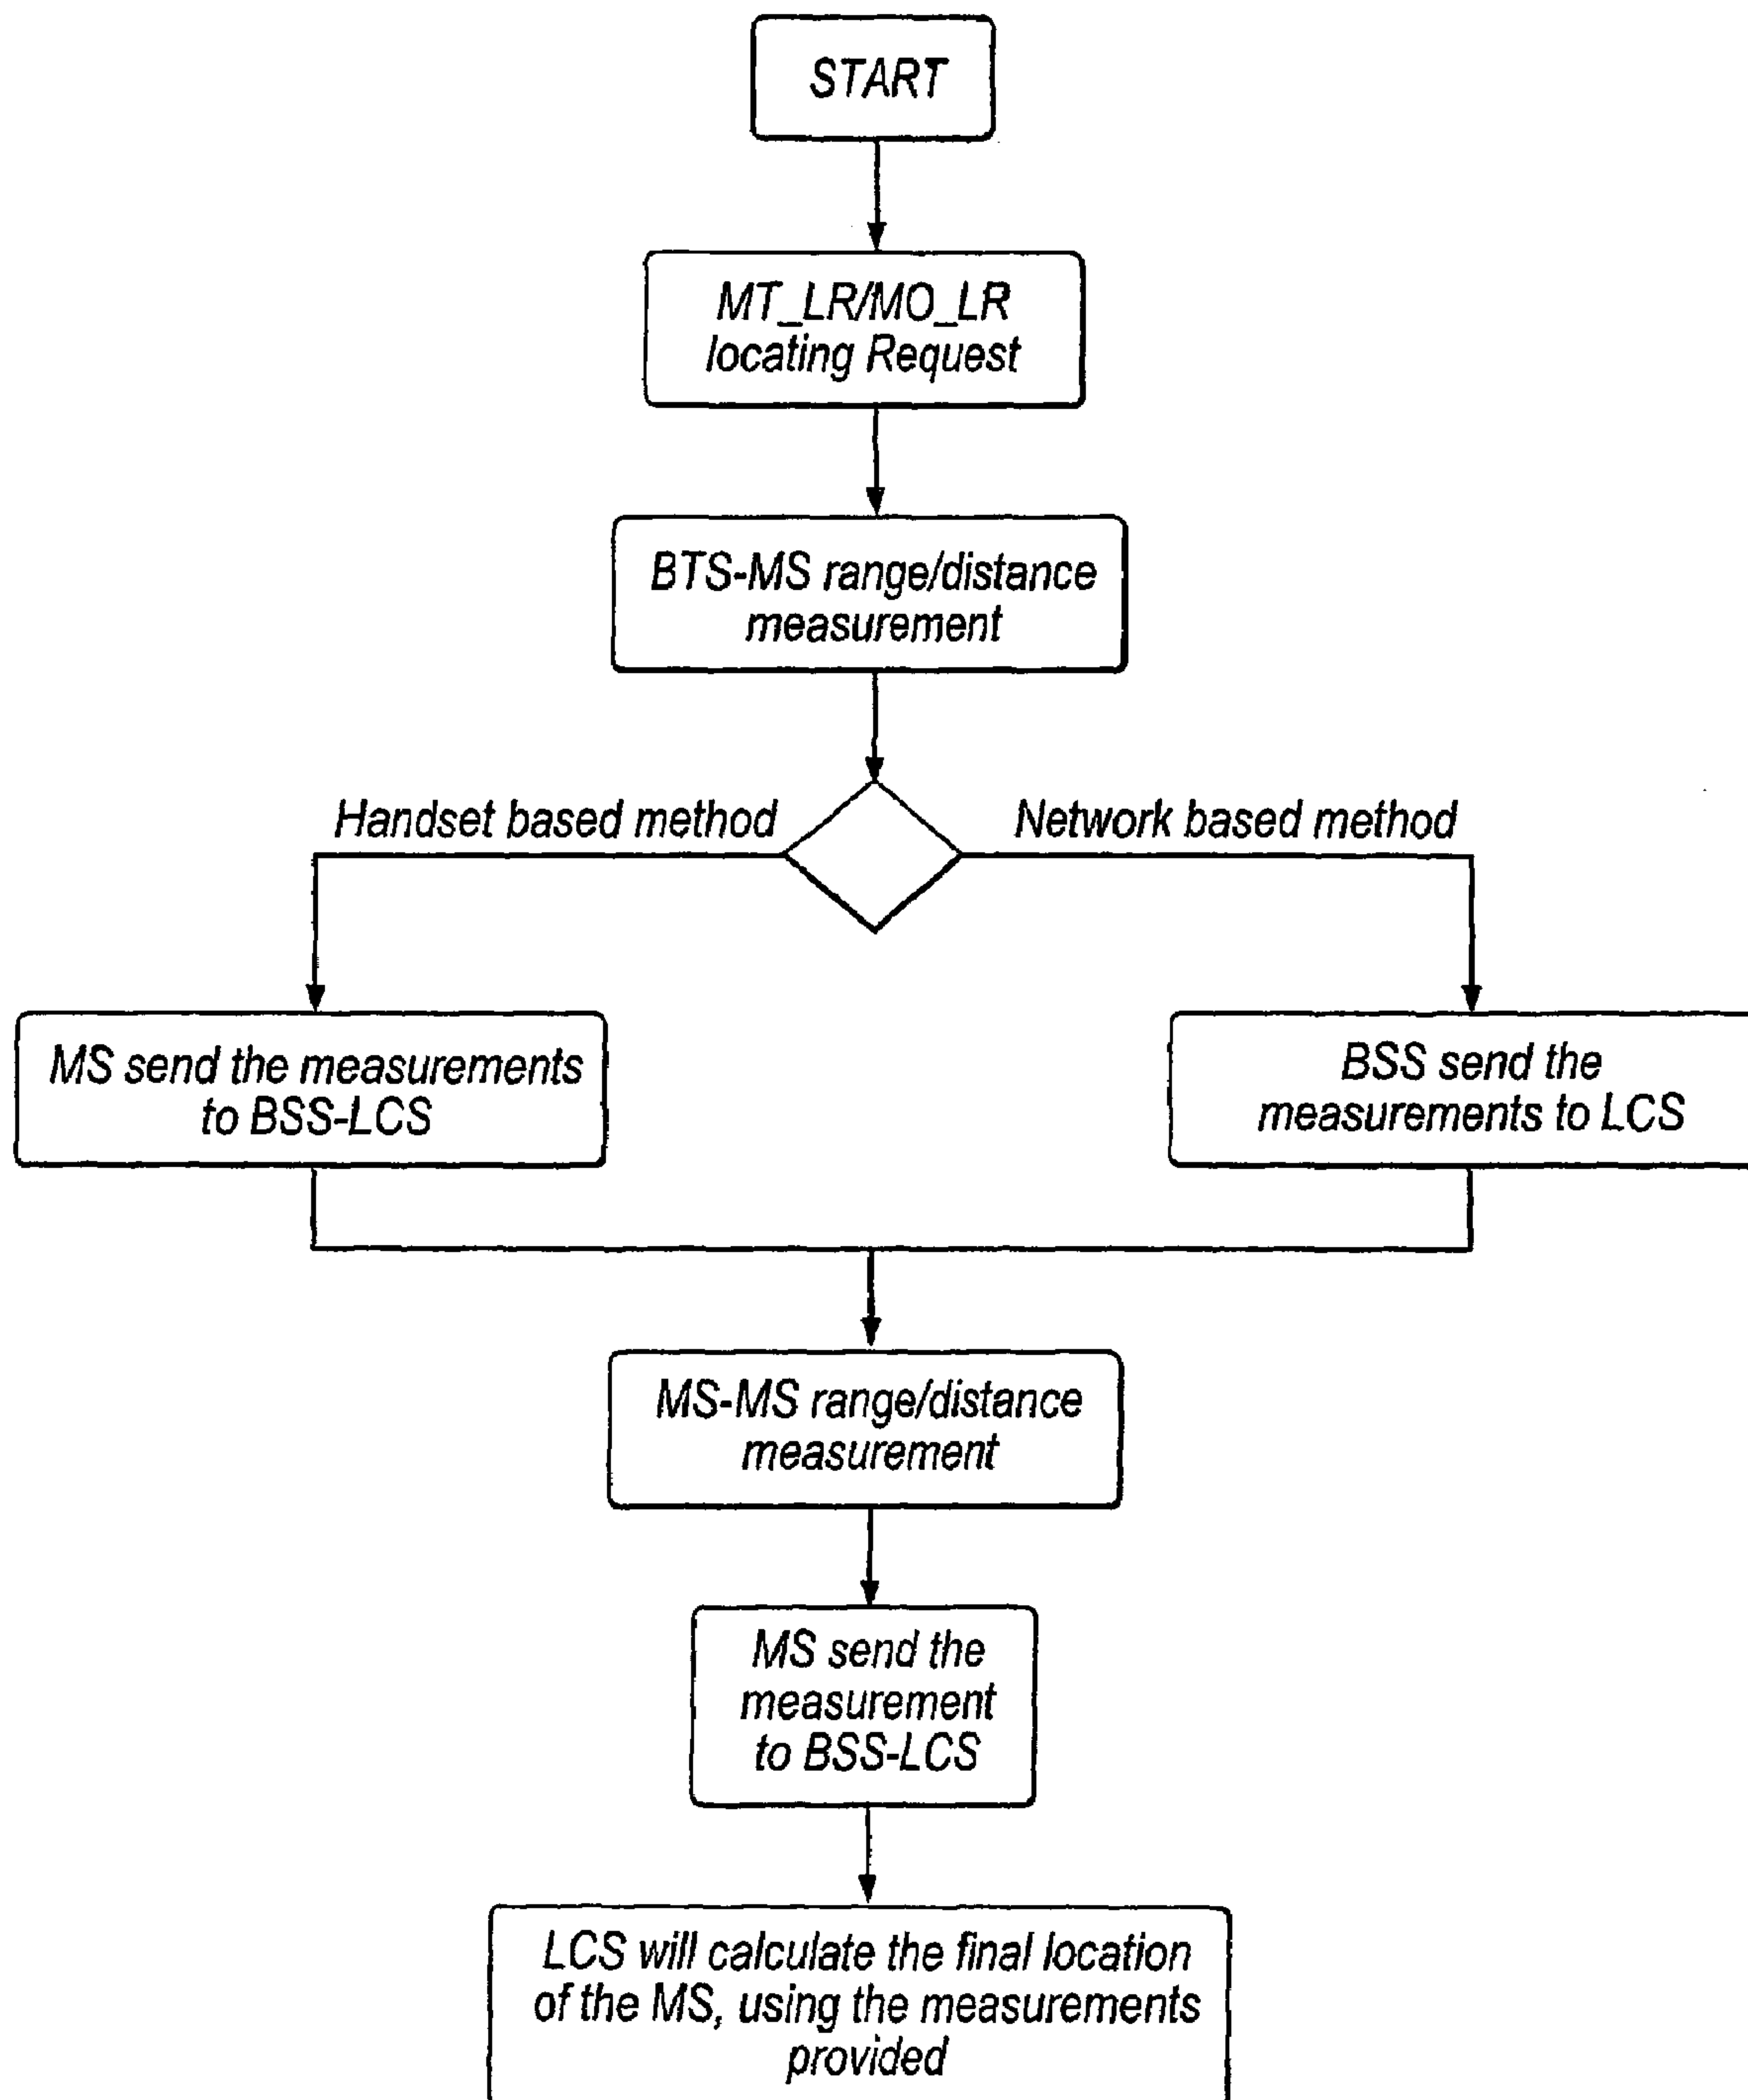 START
MT_LR/MO_LR
locating Request
BTS-MS range/distance
measurement
Handset based method
Network based method
MS send the measurements
to BSS-LCS
BSS send the
measurements to LCS
MS-MS range/distance
measurement
MS send the
measurement
to BSS-LCS
LCS will calculate the final location
of the MS, using the measurements
provided